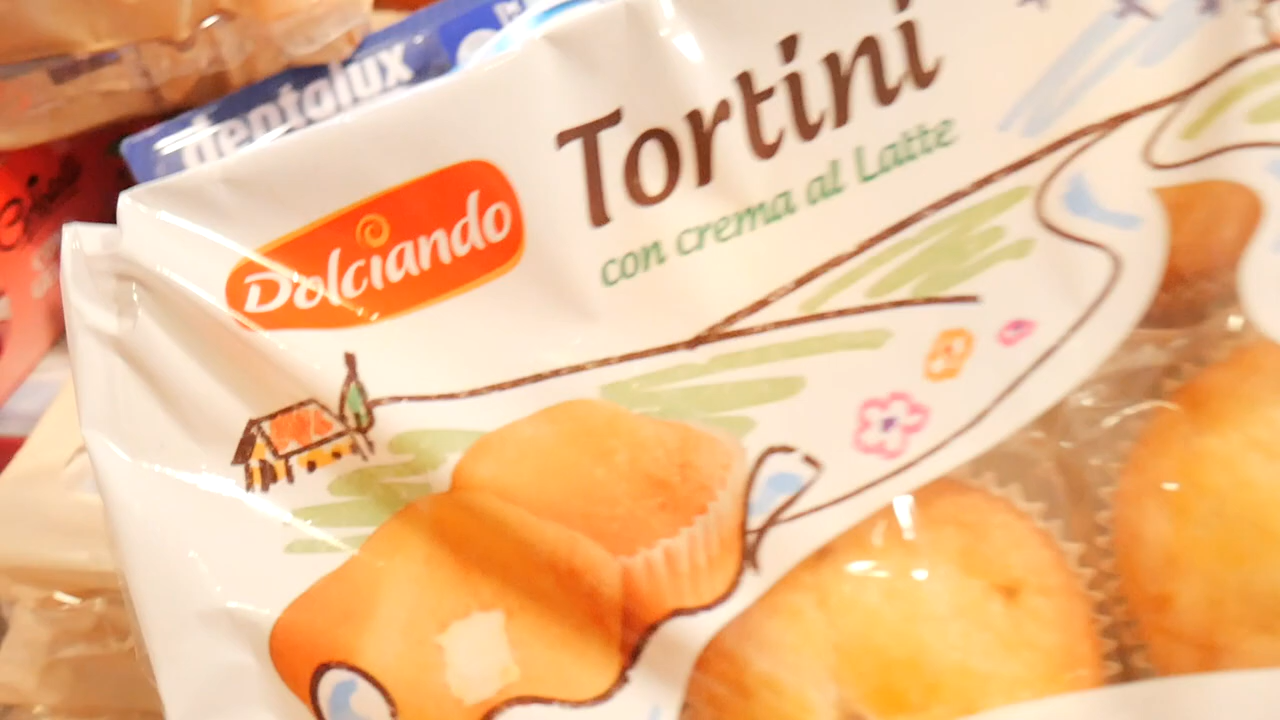 dentolux
Dolciando
Tortini
con crema al Latte